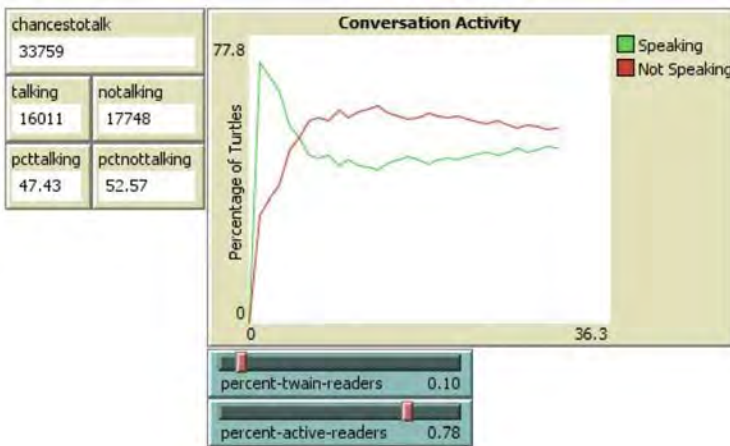 chancestotalk
33759
talking
notalking
16011
17748
pcttalking
pctnottalking
47.43
52.57
Conversation Activity
77.8
Percentage of Turtles
0
0
36.3
Speaking
Not Speaking
percent-twain-readers 0.10
percent-active-readers 0.78